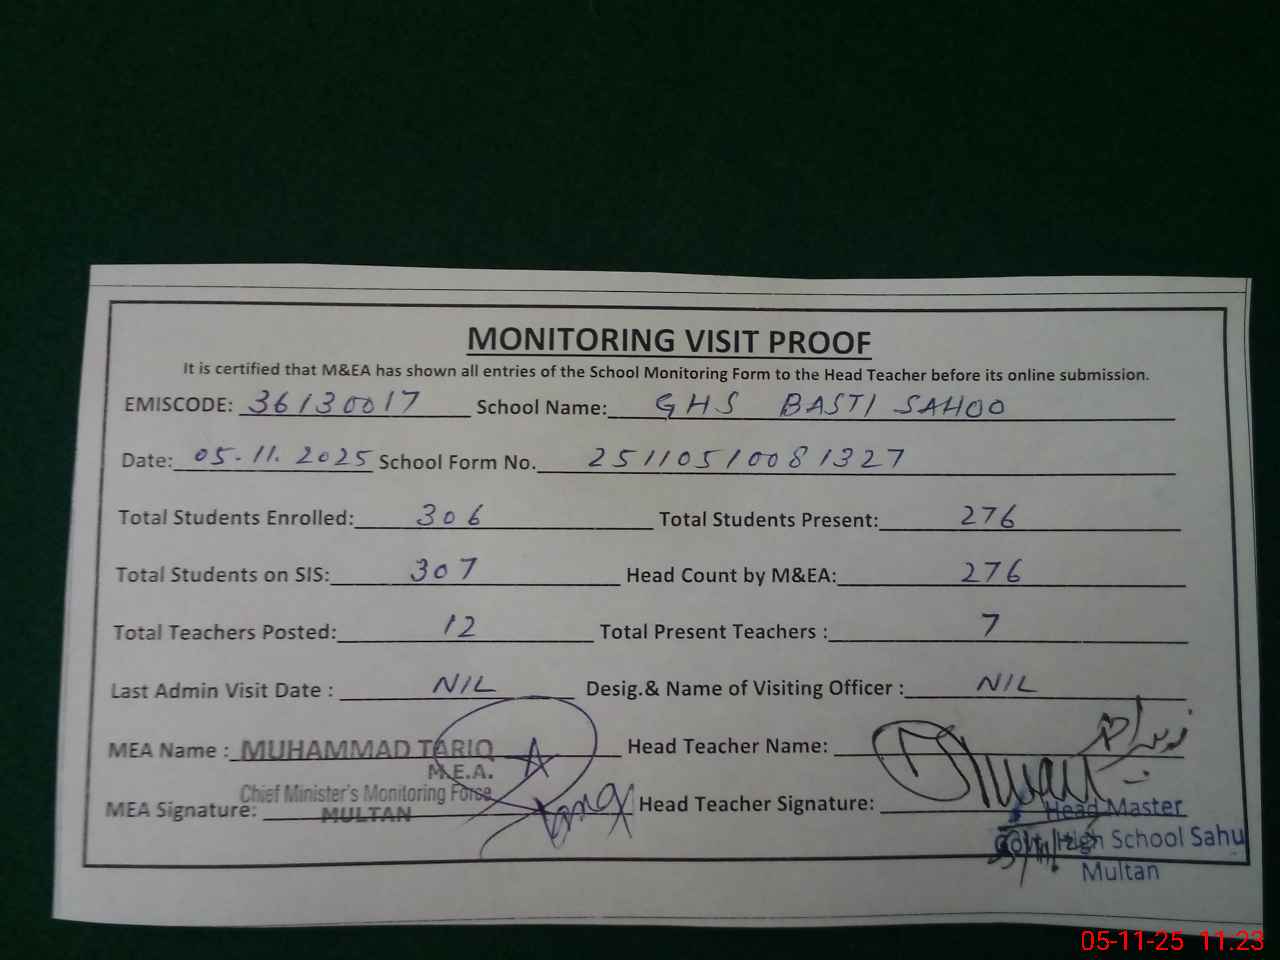 MONITORING VISIT PROOF
It is certified that M&EA has shown all entries of the School Monitoring Form to the Head Teacher before its online submission.
EMISCODE: 36130017 School Name: GHS BASTI SAHOO
Date: 05.11.2025 School Form No. 25110510081327
Total Students Enrolled: 306 Total Students Present: 276
Total Students on SIS: 307 Head Count by M&EA: 276
Total Teachers Posted: 12 Total Present Teachers : 7
Last Admin Visit Date : NIL Desig.& Name of Visiting Officer : NIL
MEA Name : MUHAMMAD TARIQ Head Teacher Name:
M.E.A.
Chief Minister's Monitoring Force
MEA Signature: MULTAN Head Teacher Signature:
Head Master
Govt. High School Sahu
Multan
05-11-25 11.23